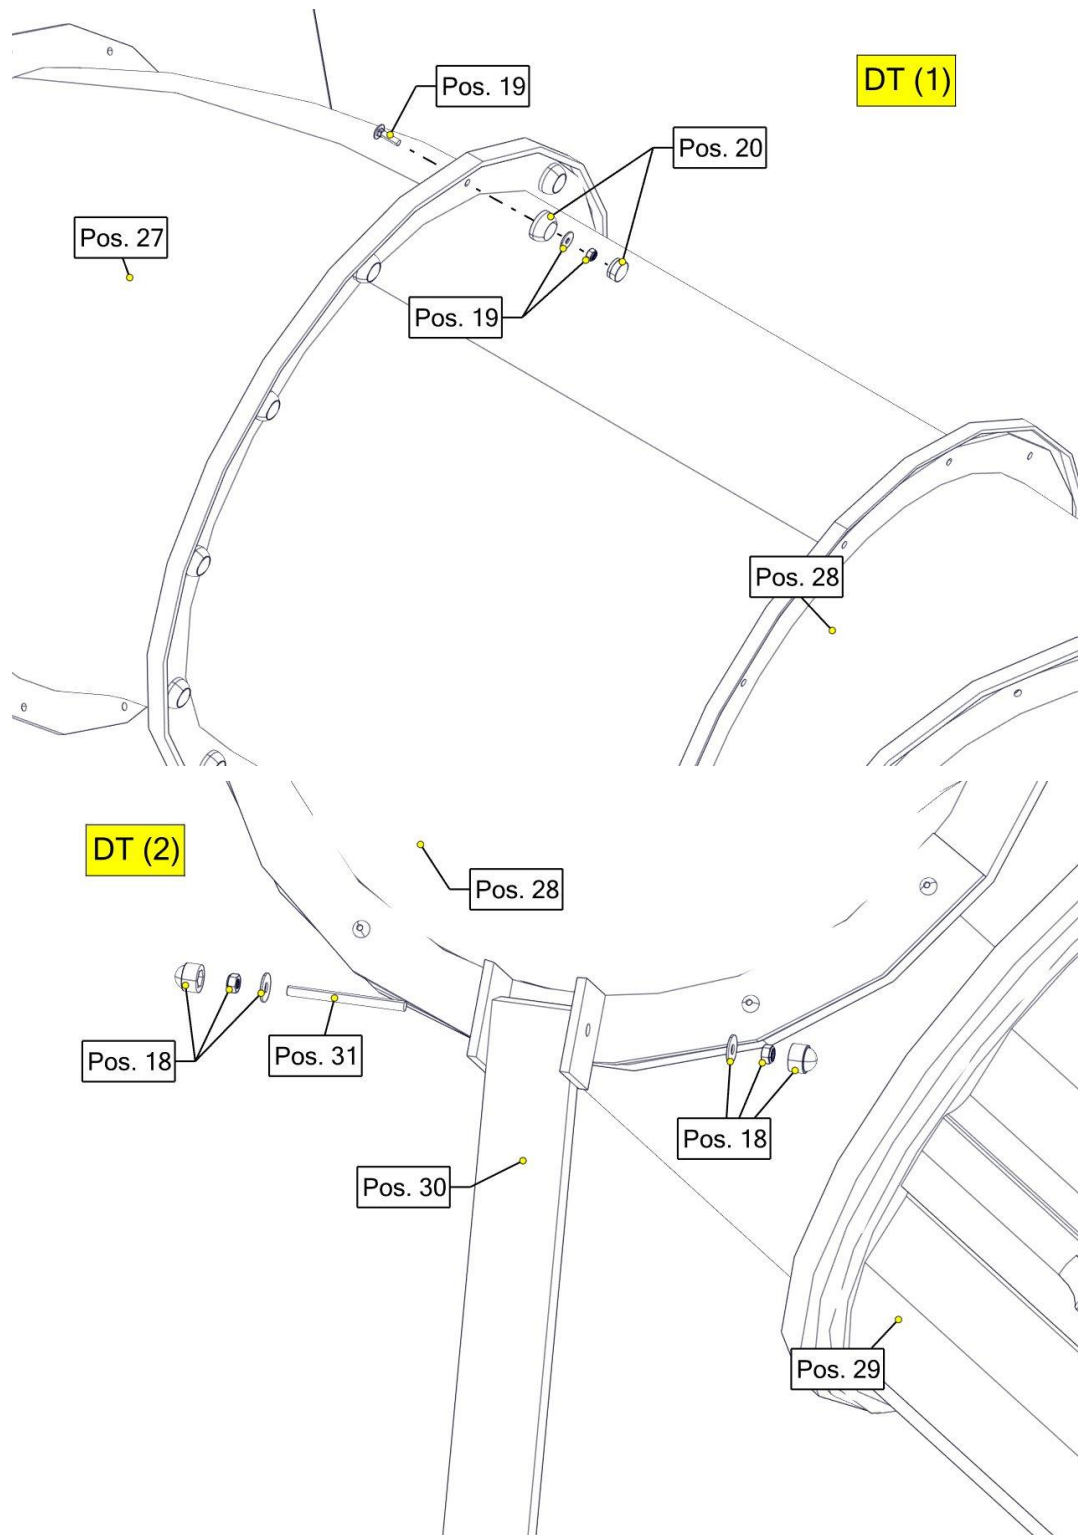 Pos. 19
DT (1)
Pos. 20
Pos. 27
Pos. 19
Pos. 28
DT (2)
Pos. 28
Pos. 18
Pos. 31
Pos. 18
Pos. 30
Pos. 29